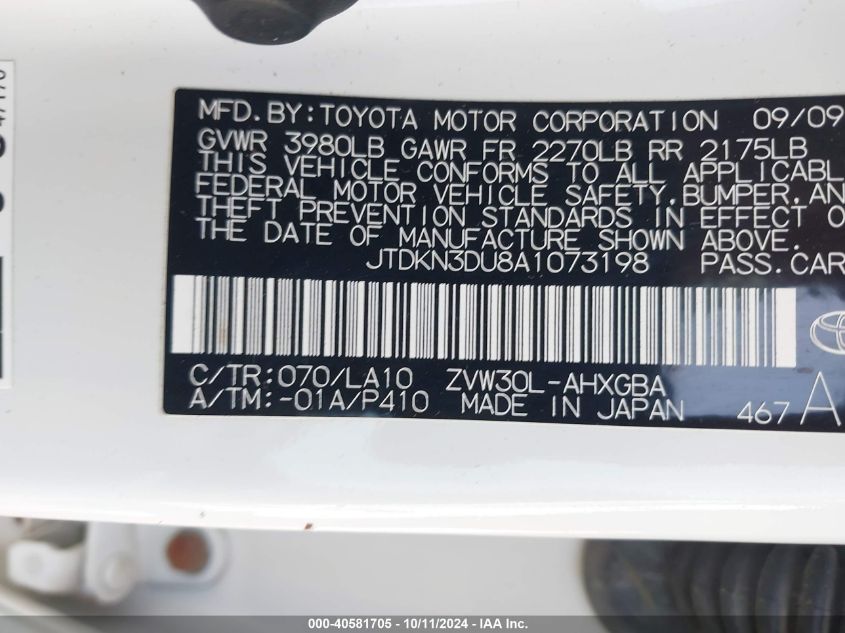 MFD.BY:TOYOTA MOTOR CORPORATION 09/09
GVWR 3980LB GAWR FR 2270LB RR 2175LB
THIS VEHICLE CONFORMS TO ALL APPLICABL
FEDERAL MOTOR VEHICLE SAFETY,BUMPER,AN
THEFT PREVENTION STANDARDS IN EFFECT O
THE DATE OF MANUFACTURE SHOWN ABOVE.
JTDKN3DU8A1073198 PASS.CAR
C/TR:070/LA10 ZVW30L-AHXGBA
A/TM:-01A/P410 MADE IN JAPAN 467 A
000-40581705 - 10/11/2024 - IAA Inc.